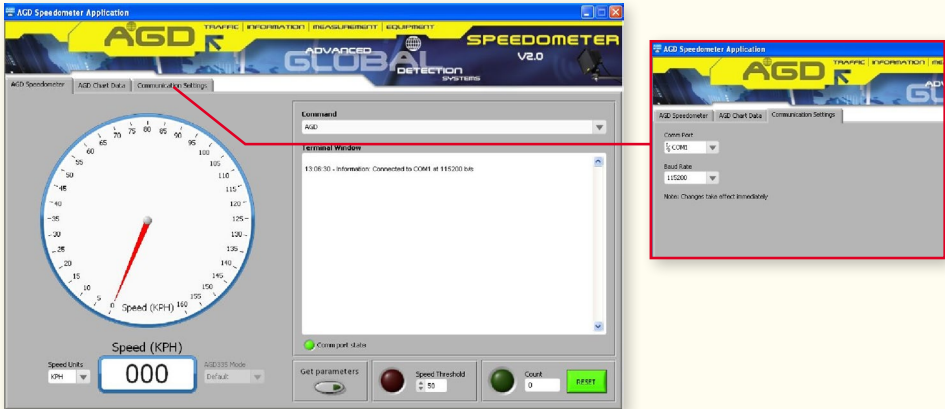 AGD Speedometer Application
AGD
TRAFFIC | INFORMATION | MEASUREMENT | EQUIPMENT
ADVANCED
GLOBAL
DETECTION
SYSTEMS
SPEEDOMETER
V2.0
AGD Speedometer
AGD Chart Data
Communication Settings
0
5
10
15
20
25
30
35
40
45
50
55
60
65
70
75
80
85
90
95
100
105
110
115
120
125
130
135
140
145
150
155
160
Speed (KPH)
Speed (KPH)
Speed Units
KPH
000
AGD335 Mode
Default
Command
AGD
Terminal Window
13:06:30 - Information: Connected to COM1 at 115200 b/s
Comm port state
Get parameters
Speed Threshold
50
Count
0
RESET
AGD Speedometer Application
AGD
TRAFFIC | INFORMATION |
AGD Speedometer
AGD Chart Data
Communication Settings
Comm Port
COM1
Baud Rate
115200
Note: Changes take effect immediately